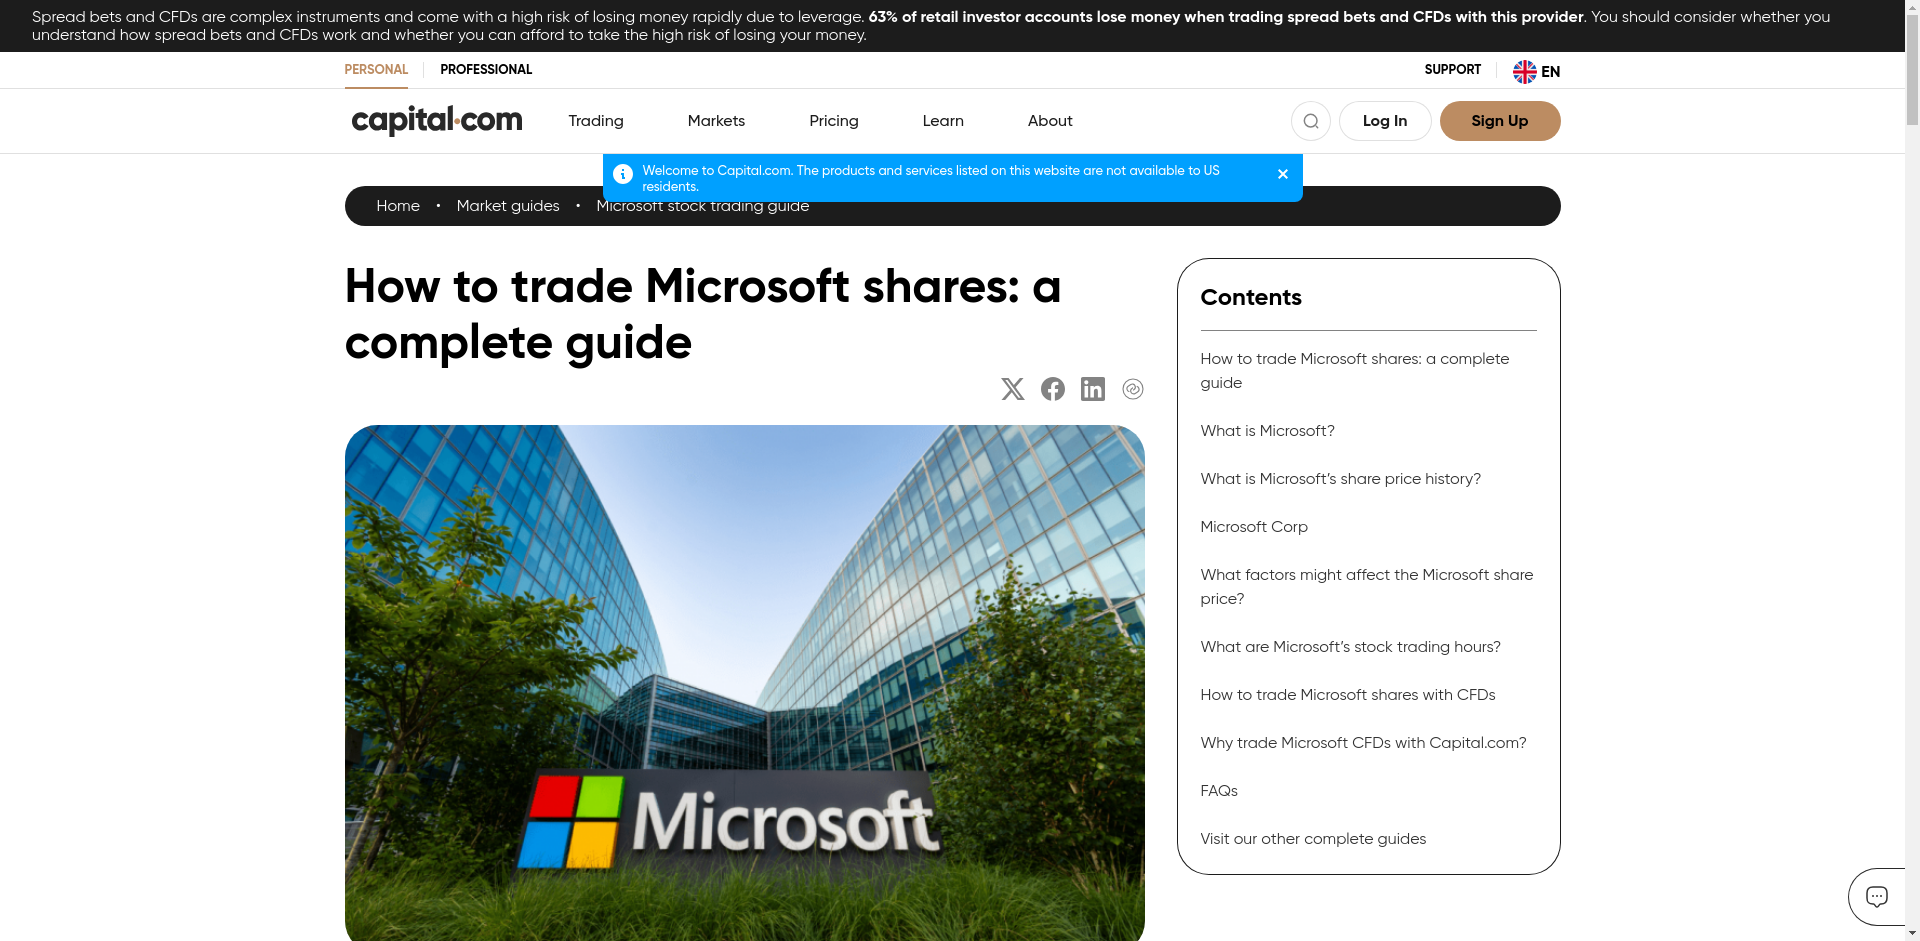 Spread bets and CFDs are complex instruments and come with a high risk of losing money rapidly due to leverage. 63% of retail investor accounts lose money when trading spread bets and CFDs with this provider. You should consider whether you
understand how spread bets and CFDs work and whether you can afford to take the high risk of losing your money.
PERSONAL
PROFESSIONAL
SUPPORT
EN
capital.com
Trading
Markets
Pricing
Learn
About
Log In
Sign Up
Welcome to Capital.com. The products and services listed on this website are not available to US
residents.
Home • Market guides • Microsoft stock trading guide
How to trade Microsoft shares: a
complete guide
Microsoft
Contents
How to trade Microsoft shares: a complete
guide
What is Microsoft?
What is Microsoft’s share price history?
Microsoft Corp
What factors might affect the Microsoft share
price?
What are Microsoft’s stock trading hours?
How to trade Microsoft shares with CFDs
Why trade Microsoft CFDs with Capital.com?
FAQs
Visit our other complete guides